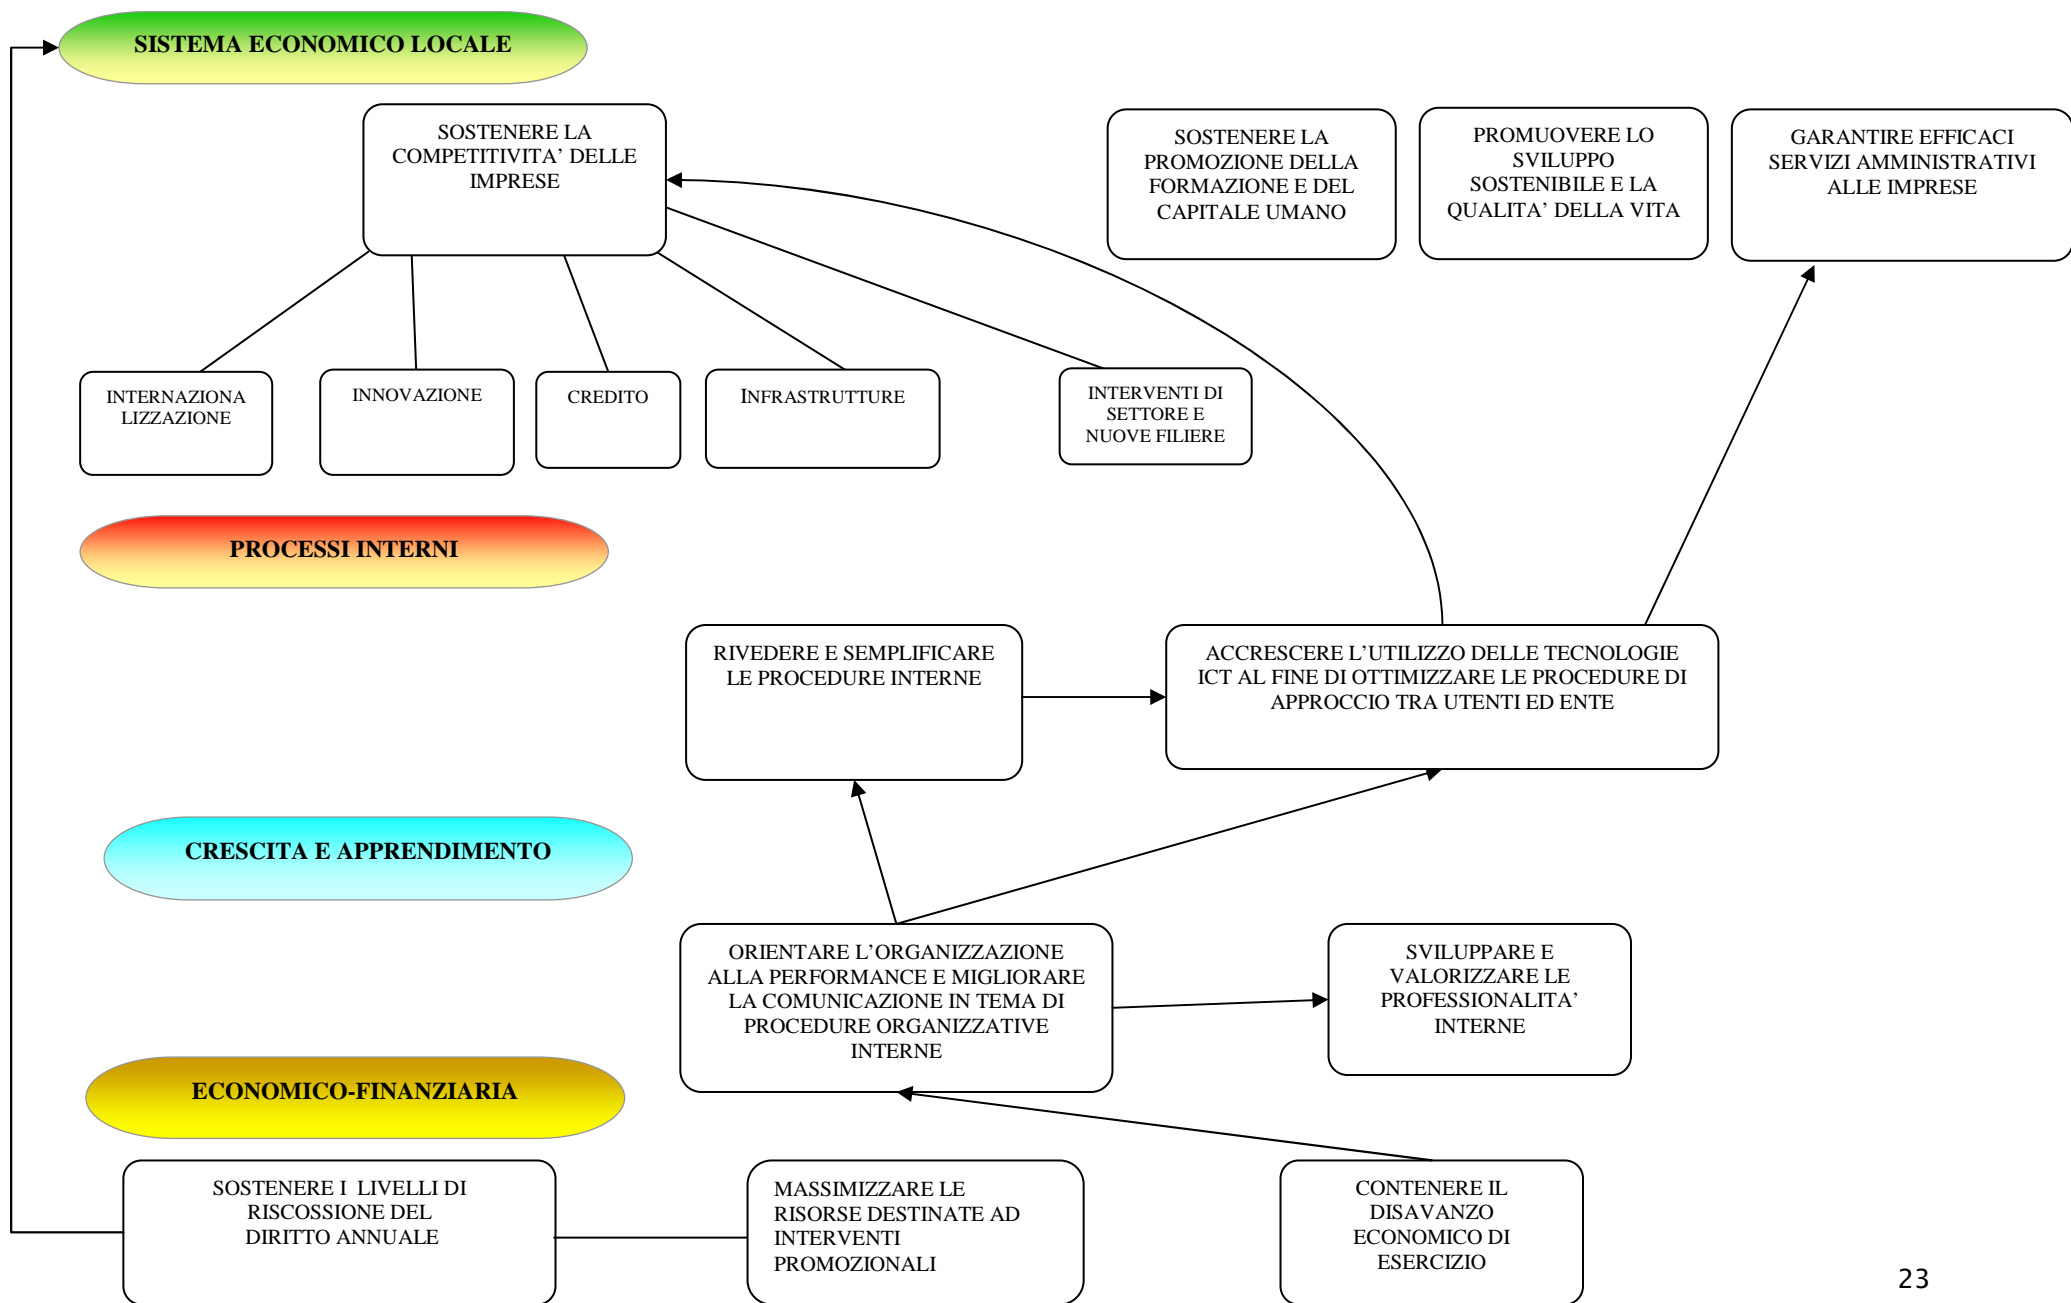 SISTEMA ECONOMICO LOCALE
SOSTENERE LA
COMPETITIVITA’ DELLE
IMPRESE
SOSTENERE LA
PROMOZIONE DELLA
FORMAZIONE E DEL
CAPITALE UMANO
PROMUOVERE LO
SVILUPPO
SOSTENIBILE E LA
QUALITA’ DELLA VITA
GARANTIRE EFFICACI
SERVIZI AMMINISTRATIVI
ALLE IMPRESE
INTERNAZIONA
LIZZAZIONE
INNOVAZIONE
CREDITO
INFRASTRUTTURE
INTERVENTI DI
SETTORE E
NUOVE FILIERE
PROCESSI INTERNI
RIVEDERE E SEMPLIFICARE
LE PROCEDURE INTERNE
ACCRESCERE L’UTILIZZO DELLE TECNOLOGIE
ICT AL FINE DI OTTIMIZZARE LE PROCEDURE DI
APPROCCIO TRA UTENTI ED ENTE
CRESCITA E APPRENDIMENTO
ORIENTARE L’ORGANIZZAZIONE
ALLA PERFORMANCE E MIGLIORARE
LA COMUNICAZIONE IN TEMA DI
PROCEDURE ORGANIZZATIVE
INTERNE
SVILUPPARE E
VALORIZZARE LE
PROFESSIONALITA’
INTERNE
ECONOMICO-FINANZIARIA
SOSTENERE I LIVELLI DI
RISCOSSIONE DEL
DIRITTO ANNUALE
MASSIMIZZARE LE
RISORSE DESTINATE AD
INTERVENTI
PROMOZIONALI
CONTENERE IL
DISAVANZO
ECONOMICO DI
ESERCIZIO
23